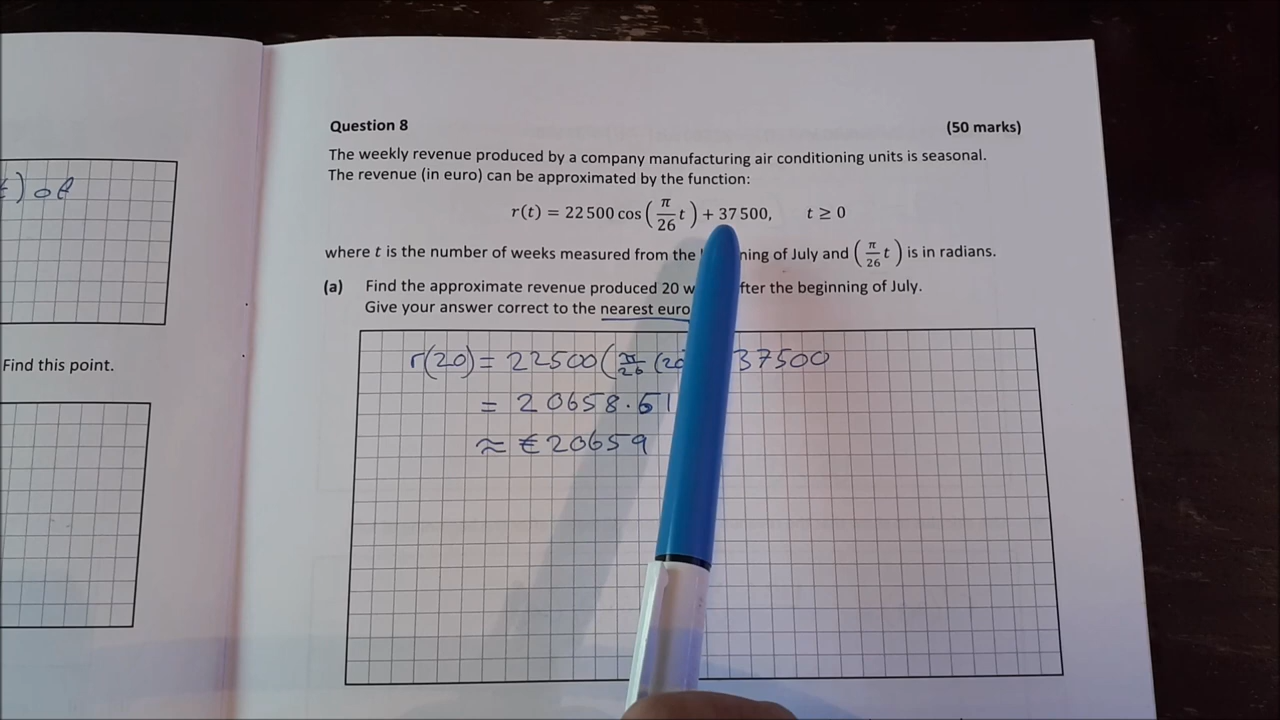 Question 8 (50 marks)
The weekly revenue produced by a company manufacturing air conditioning units is seasonal.
The revenue (in euro) can be approximated by the function:
r(t) = 22 500 cos(π/26 t) + 37 500, t ≥ 0
where t is the number of weeks measured from the ning of July and (π/26 t) is in radians.
(a) Find the approximate revenue produced 20 w fter the beginning of July.
Give your answer correct to the nearest euro
r(20) = 22500(π/26 (20 37500
= 20658.61
≈ €20659
t) of
Find this point.